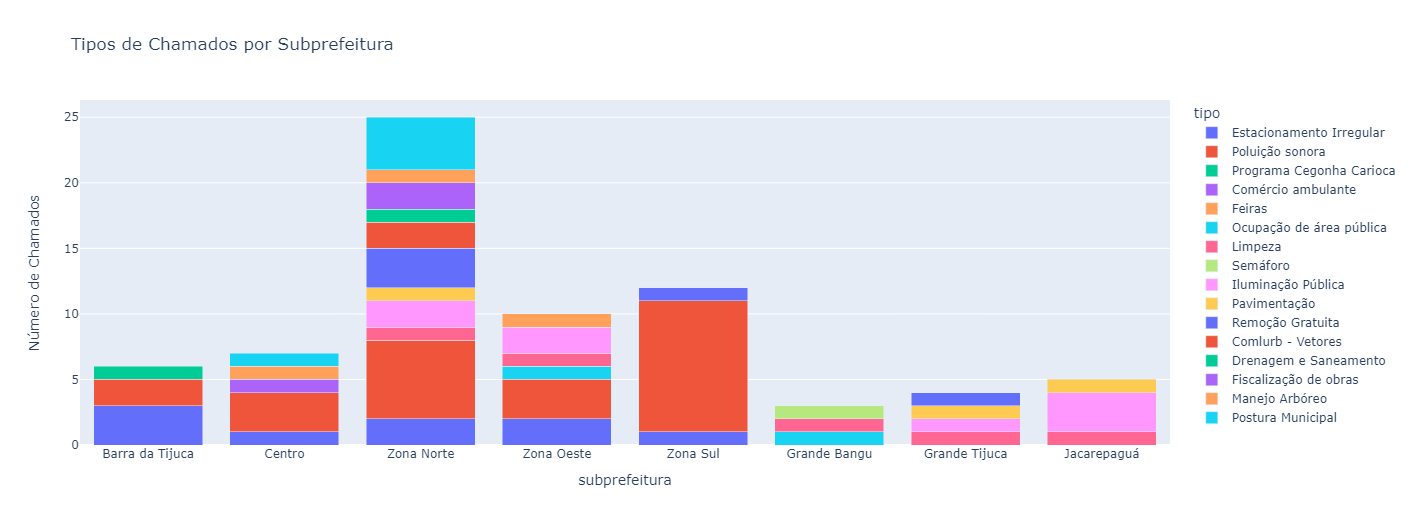 Tipos de Chamados por Subprefeitura
Número de Chamados
25
20
15
10
5
0
Barra da Tijuca
Centro
Zona Norte
Zona Oeste
Zona Sul
Grande Bangu
Grande Tijuca
Jacarepaguá
subprefeitura
tipo
Estacionamento Irregular
Poluição sonora
Programa Cegonha Carioca
Comércio ambulante
Feiras
Ocupação de área pública
Limpeza
Semáforo
Iluminação Pública
Pavimentação
Remoção Gratuita
Comlurb - Vetores
Drenagem e Saneamento
Fiscalização de obras
Manejo Arbóreo
Postura Municipal